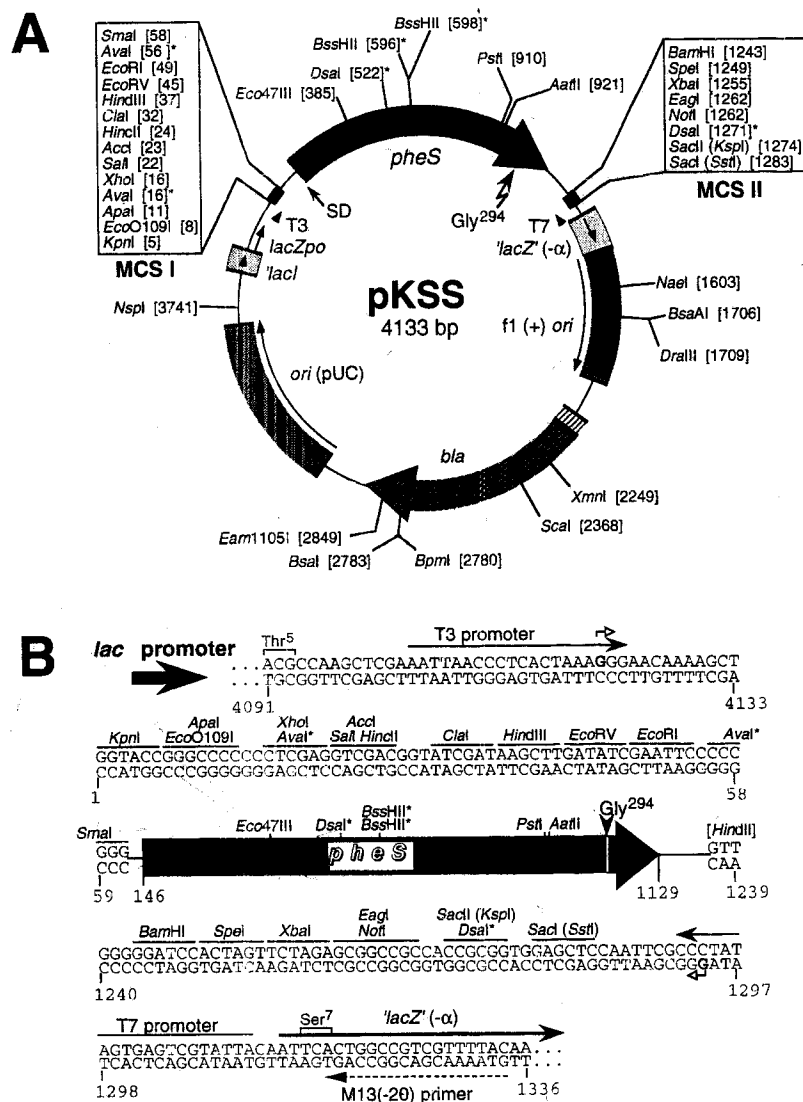 A
SmaI [58]
AvaI [56]*
EcoRI [49]
EcoRV [45]
HindIII [37]
ClaI [32]
HincII [24]
AccI [23]
SalI [22]
XhoI [16]
AvaI [16]*
ApaI [11]
EcoO109I [8]
KpnI [5]
MCS I
BssHII [598]*
BssHII [596]*
DsaI [522]*
Eco47III [385]
PstI [910]
AatII [921]
BamHI [1243]
SpeI [1249]
XbaI [1255]
EagI [1262]
NotI [1262]
DsaI [1271]*
SacII (KspI) [1274]
SacI (SstI) [1283]
MCS II
pheS
SD
Gly294
T3
T7
lacZpo
'lacI
'lacZ' (-α)
pKSS
4133 bp
NspI [3741]
NaeI [1603]
BsaAI [1706]
DraIII [1709]
f1 (+) ori
ori (pUC)
bla
XmnI [2249]
ScaI [2368]
Eam1105I [2849]
BsaI [2783]
BpmI [2780]
B
lac promoter
Thr5
T3 promoter
...ACGCCAAGCTCGAAATTAACCCTCACTAAAGGGAACAAAAGCT
...TGCGGTTCGAGCTTTAATTGGGAGTGATTTCCCTTGTTTTCGA
4091 4133
KpnI ApaI EcoO109I XhoI AvaI* AccI SalI HincII ClaI HindIII EcoRV EcoRI AvaI*
GGTACCGGGCCCCCCCTCGAGGTCGACGGTATCGATAAGCTTGATATCGAATTCCCCC
CCATGGCCCGGGGGGGAGCTCCAGCTGCCATAGCTATTCGAACTATAGCTTAAGGGGG
1 58
SmaI Eco47III DsaI* BssHII* BssHII* PstI AatII Gly294 [HindII]
GGG pheS GTT
CCC CAA
59 146 1129 1239
BamHI SpeI XbaI EagI NotI SacII (KspI) DsaI* SacI (SstI)
GGGGGATCCACTAGTTCTAGAGCGGCCGCCACCGCGGTGGAGCTCCAATTCGCCCTAT
CCCCCTAGGTGATCAAGATCTCGCCGGCGGTGGCGCCACCTCGAGGTTAAGCGGGATA
1240 1297
T7 promoter
Ser7
'lacZ' (-α)
AGTGAGTCGTATTACAATTCACTGGCCGTCGTTTTACAA...
TCACTCAGCATAATGTTAAGTGACCGGCAGCAAAATGTT...
1298 1336
M13(-20) primer